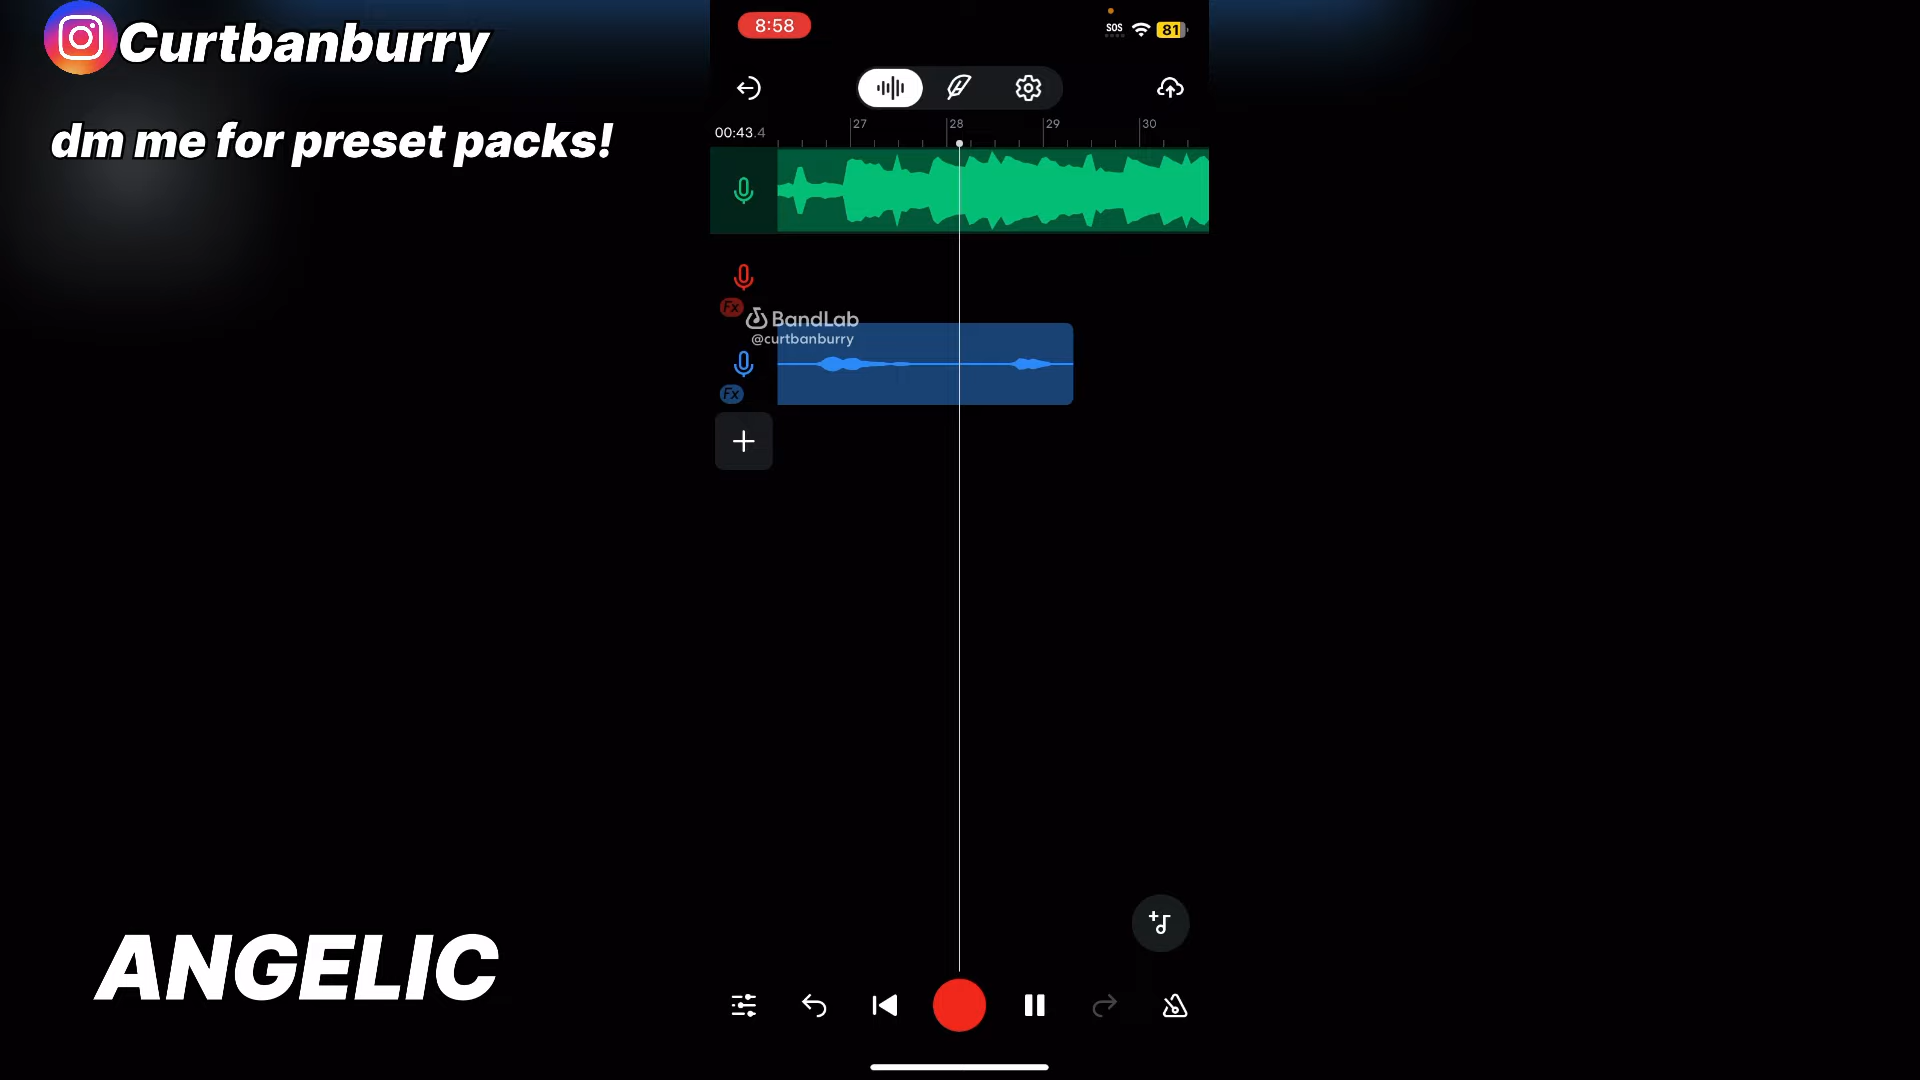 Curtbanburry
dm me for preset packs!
8:58
SOS
81
00:43.4
27
28
29
30
Fx
BandLab
@curtbanburry
Fx
ANGELIC